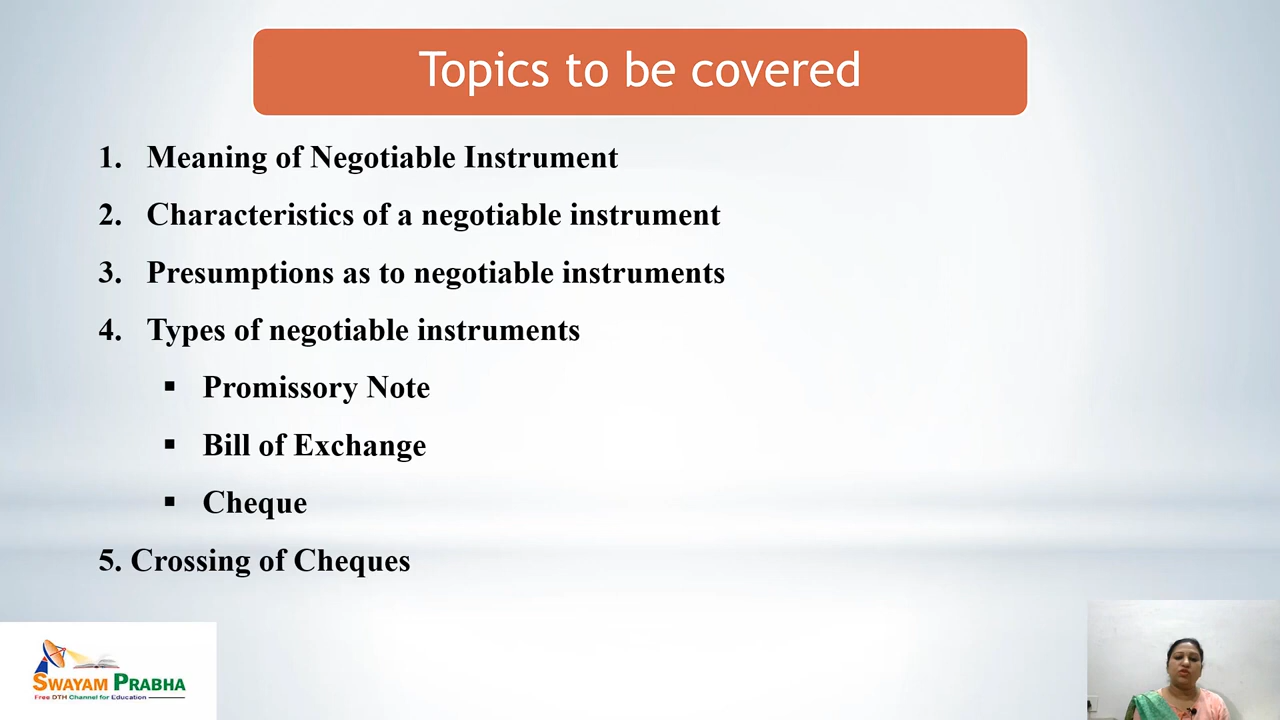 Topics to be covered
1. Meaning of Negotiable Instrument
2. Characteristics of a negotiable instrument
3. Presumptions as to negotiable instruments
4. Types of negotiable instruments
▪ Promissory Note
▪ Bill of Exchange
▪ Cheque
5. Crossing of Cheques
SWAYAM PRABHA
Free DTH Channel for Education